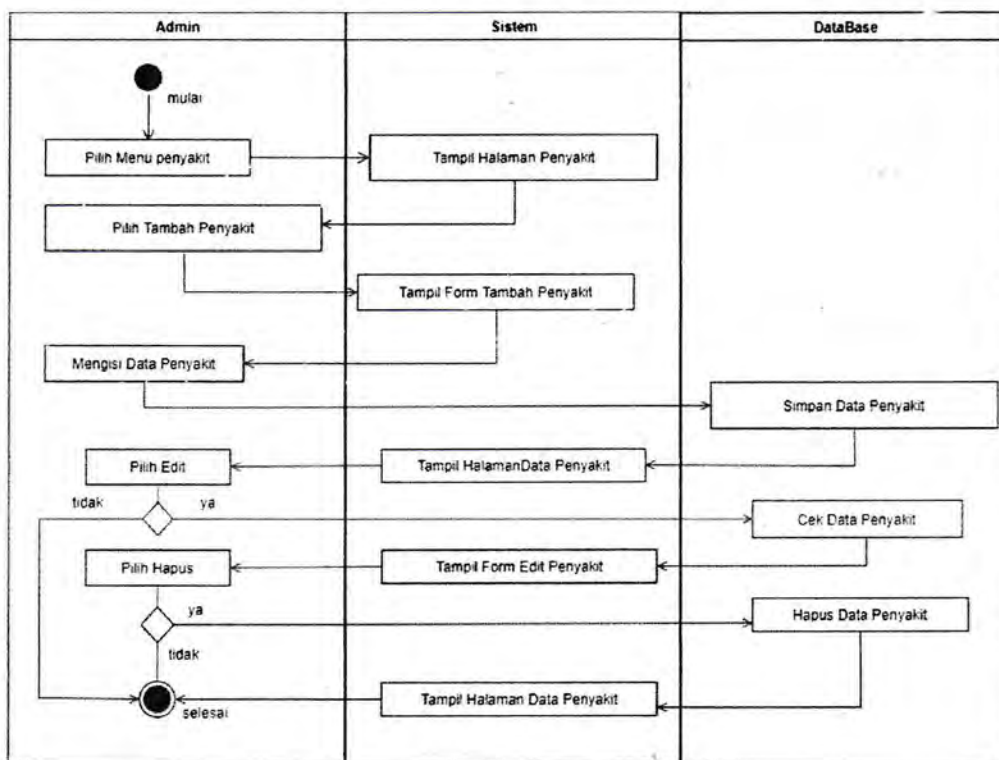 Admin
Sistem
DataBase
mulai
Pilih Menu penyakit
Tampil Halaman Penyakit
Pilih Tambah Penyakit
Tampil Form Tambah Penyakit
Mengisi Data Penyakit
Simpan Data Penyakit
Pilih Edit
Tampil HalamanData Penyakit
tidak
ya
Cek Data Penyakit
Pilih Hapus
Tampil Form Edit Penyakit
ya
Hapus Data Penyakit
tidak
Tampil Halaman Data Penyakit
selesai